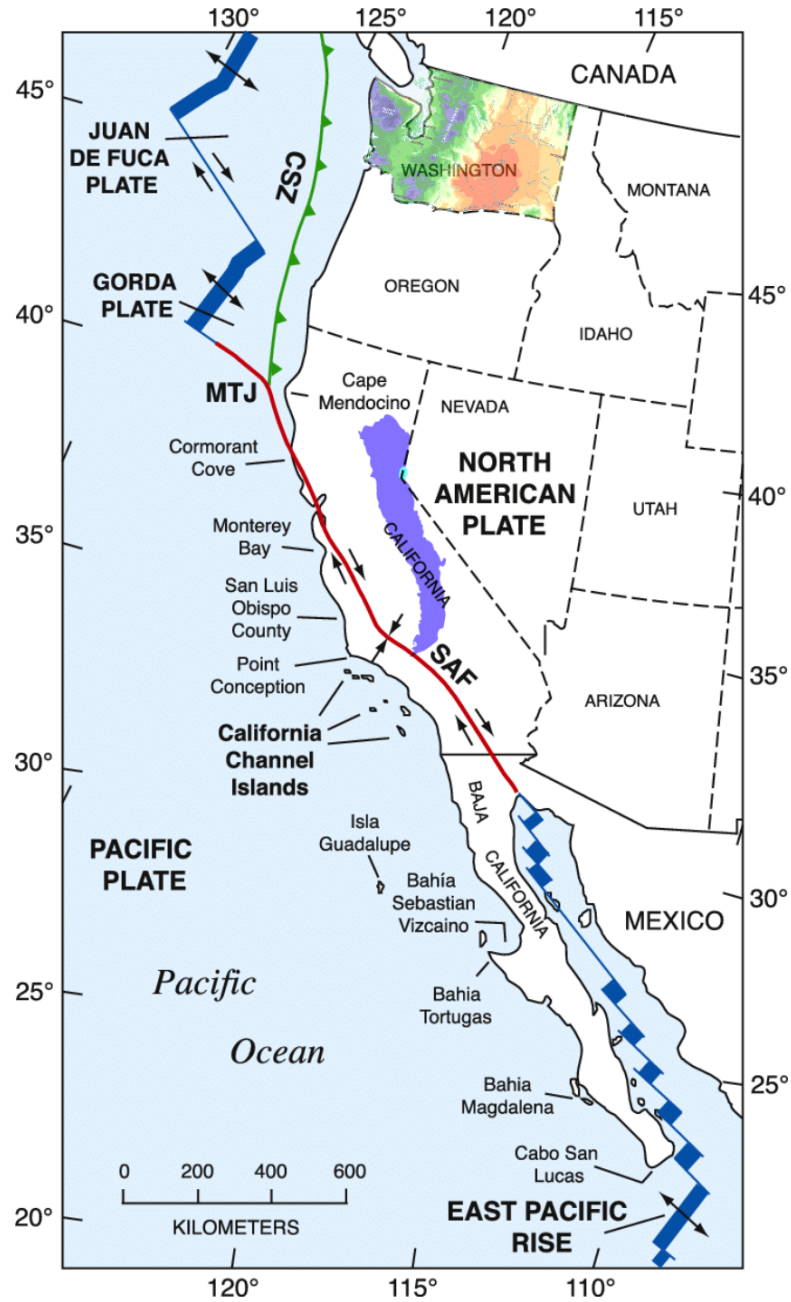 130°
125°
120°
115°
CANADA
45°
JUAN
DE FUCA
PLATE
CSZ
WASHINGTON
MONTANA
OREGON
GORDA
PLATE
45°
IDAHO
40°
MTJ
Cape
Mendocino
NEVADA
Cormorant
Cove
NORTH
AMERICAN
PLATE
40°
UTAH
35°
Monterey
Bay
CALIFORNIA
San Luis
Obispo
County
SAF
Point
Conception
35°
ARIZONA
California
Channel
Islands
30°
BAJA
CALIFORNIA
Isla
Guadalupe
PACIFIC
PLATE
Bahía
Sebastian
Vizcaino
30°
MEXICO
Pacific
Ocean
25°
Bahia
Tortugas
25°
Bahia
Magdalena
Cabo San
Lucas
0 200 400 600
KILOMETERS
EAST PACIFIC
RISE
20°
120°
115°
110°